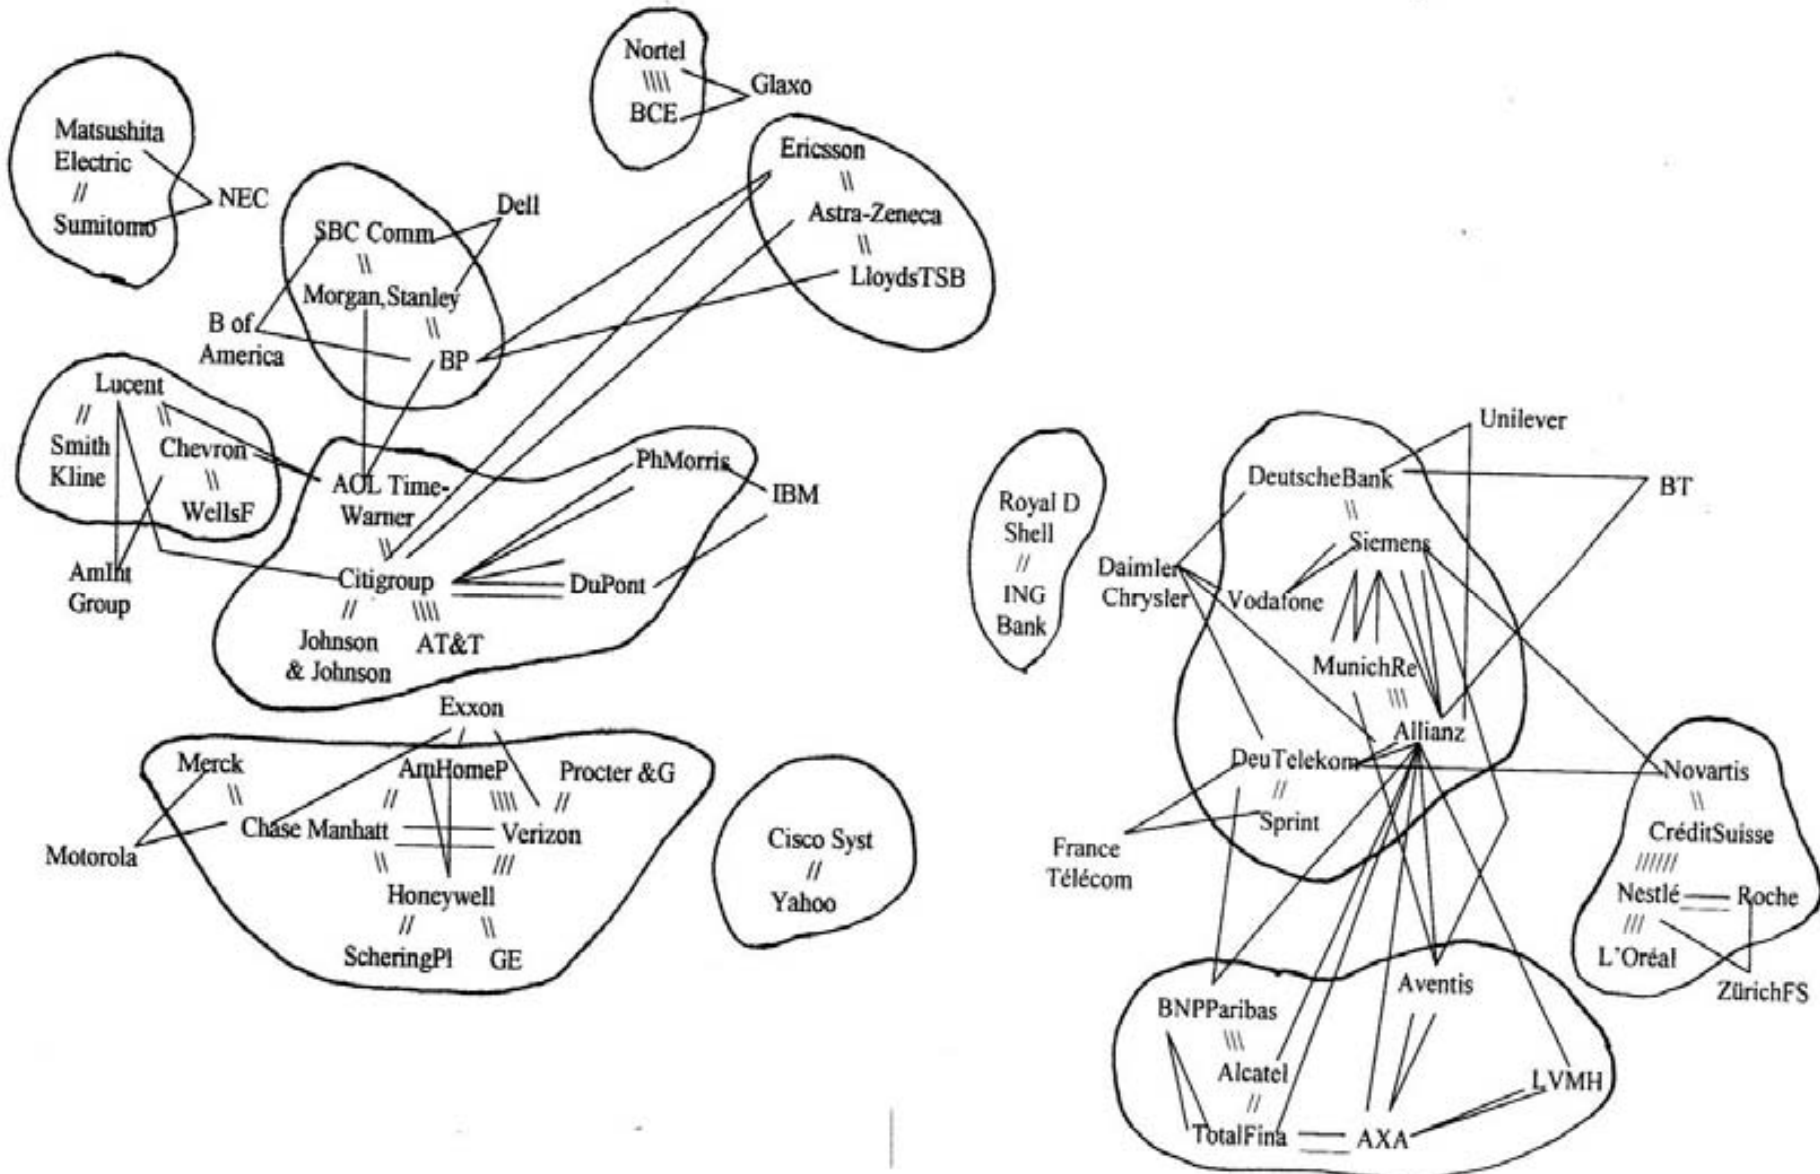 Nortel
BCE
Glaxo
Matsushita
Electric
Sumitomo
NEC
Ericsson
Astra-Zeneca
LloydsTSB
SBC Comm
Dell
Morgan,Stanley
BP
B of
America
Lucent
Smith
Kline
Chevron
WellsF
AmInt
Group
AOL Time-
Warner
PhMorris
IBM
Citigroup
DuPont
Johnson
& Johnson
AT&T
Exxon
Merck
AmHomeP
Procter &G
Chase Manhatt
Verizon
Motorola
Honeywell
ScheringPl
GE
Cisco Syst
Yahoo
Royal D
Shell
ING
Bank
Unilever
DeutscheBank
BT
Siemens
Daimler
Chrysler
Vodafone
MunichRe
Allianz
DeuTelekom
Sprint
France
Télécom
Novartis
CréditSuisse
Nestlé
Roche
L'Oréal
ZürichFS
BNPParibas
Aventis
Alcatel
LVMH
TotalFina
AXA